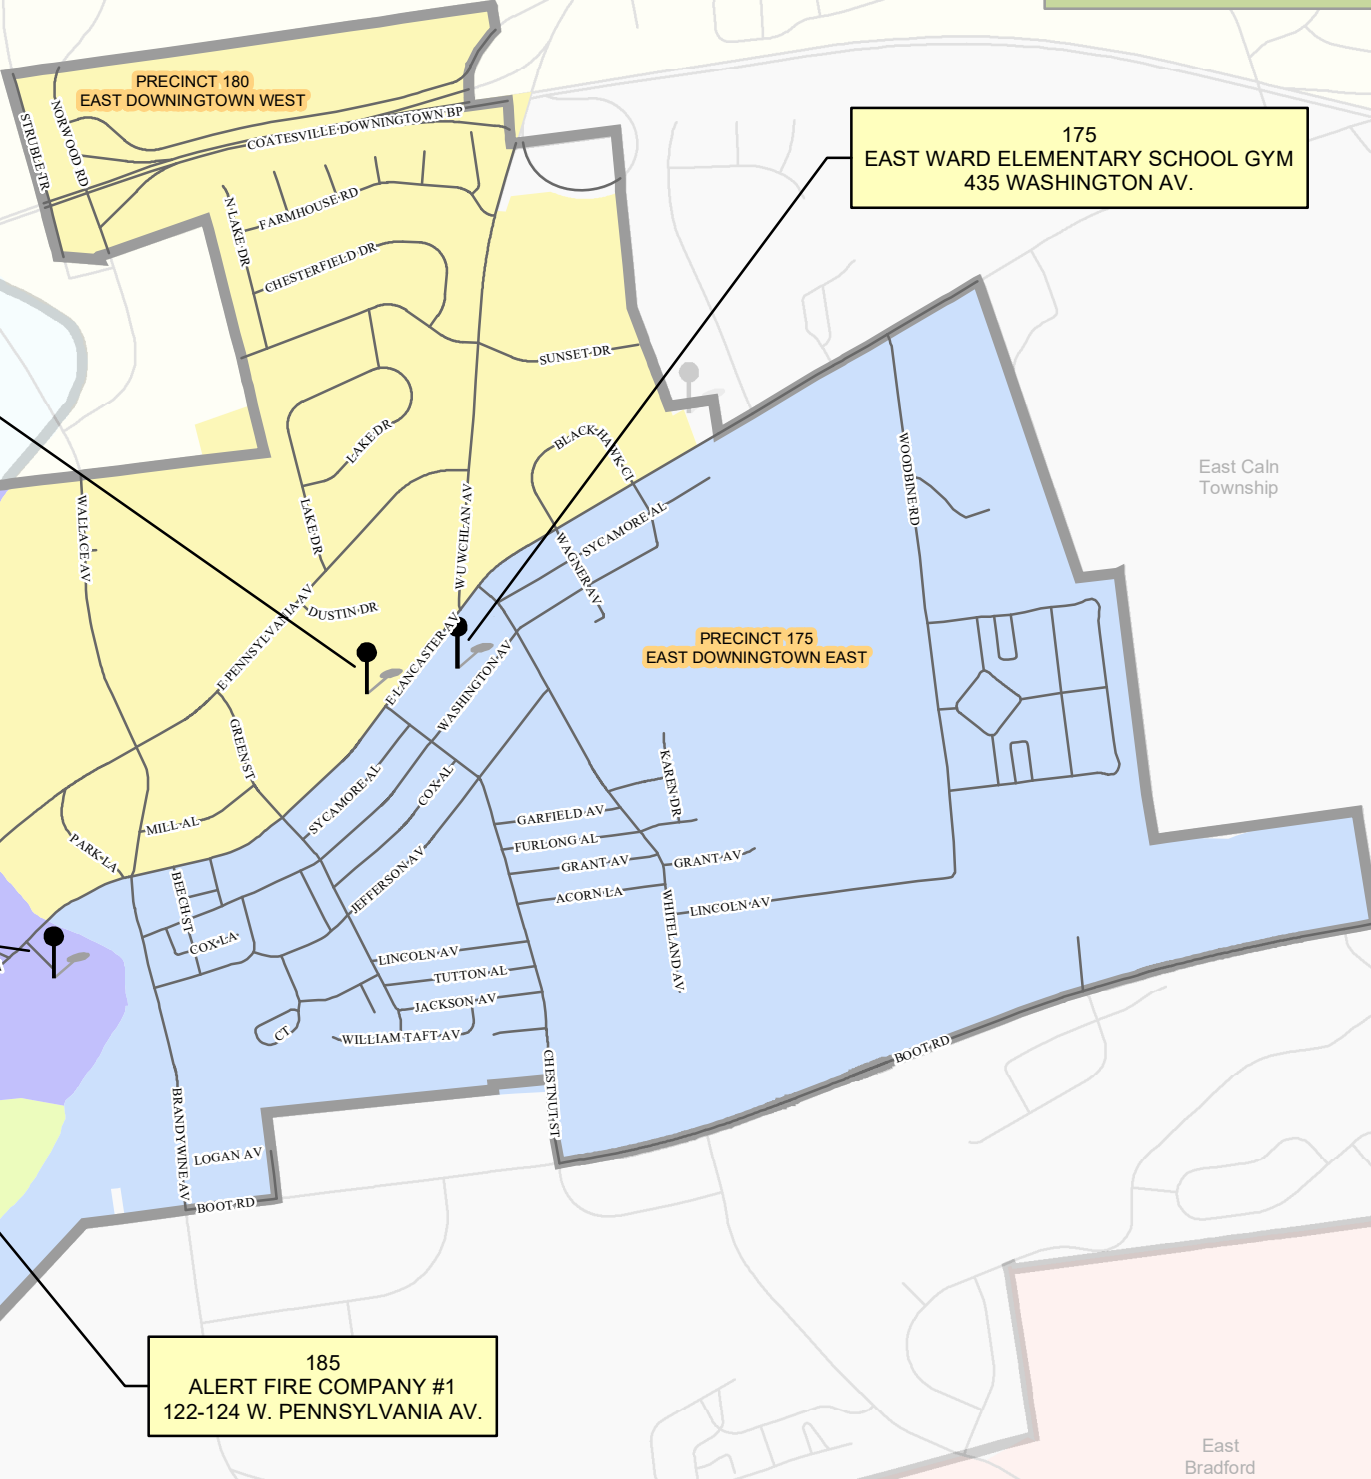 PRECINCT 180
EAST DOWNINGTOWN WEST
STRUBLE TR
NORWOOD RD
COATESVILLE DOWNINGTOWN BP
175
EAST WARD ELEMENTARY SCHOOL GYM
435 WASHINGTON AV.
N LAKE DR
FARMHOUSE RD
CHESTERFIELD DR
SUNSET DR
LAKE DR
BLACK HAWK CI
WOODBINE RD
East Caln
Township
WALLACE AV
LAKE DR
W UWCHLAN AV
SYCAMORE AL
WAGNER AV
DUSTIN DR
E PENNSYLVANIA AV
E LANCASTER AV
WASHINGTON AV
PRECINCT 175
EAST DOWNINGTOWN EAST
GREEN ST
SYCAMORE AL
COX AL
KAREN DR
MILL AL
PARK LA
GARFIELD AV
FURLONG AL
GRANT AV
GRANT AV
ACORN LA
JEFFERSON AV
BEECH ST
COX LA
WHITELAND AV
LINCOLN AV
LINCOLN AV
TUTTON AL
JACKSON AV
WILLIAM TAFT AV
CT
BOOT RD
CHESTNUT ST
BRANDYWINE AV
LOGAN AV
BOOT RD
185
ALERT FIRE COMPANY #1
122-124 W. PENNSYLVANIA AV.
East
Bradford